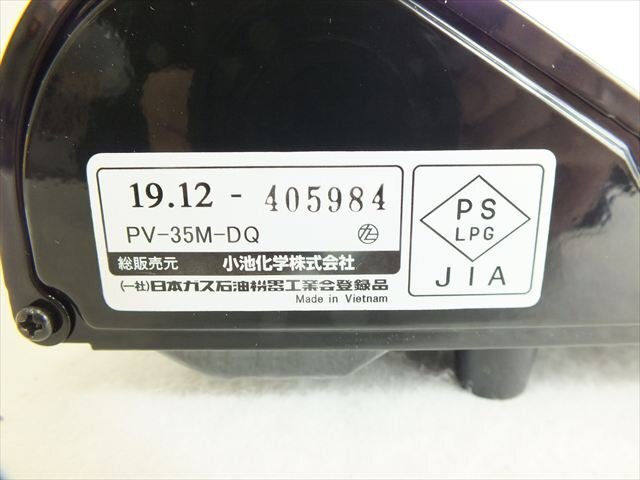 19.12 - 405984
PV-35M-DQ
総販売元 小池化学株式会社
(一社)日本ガス石油機器工業会登録品
Made in Vietnam
PS
LPG
JIA